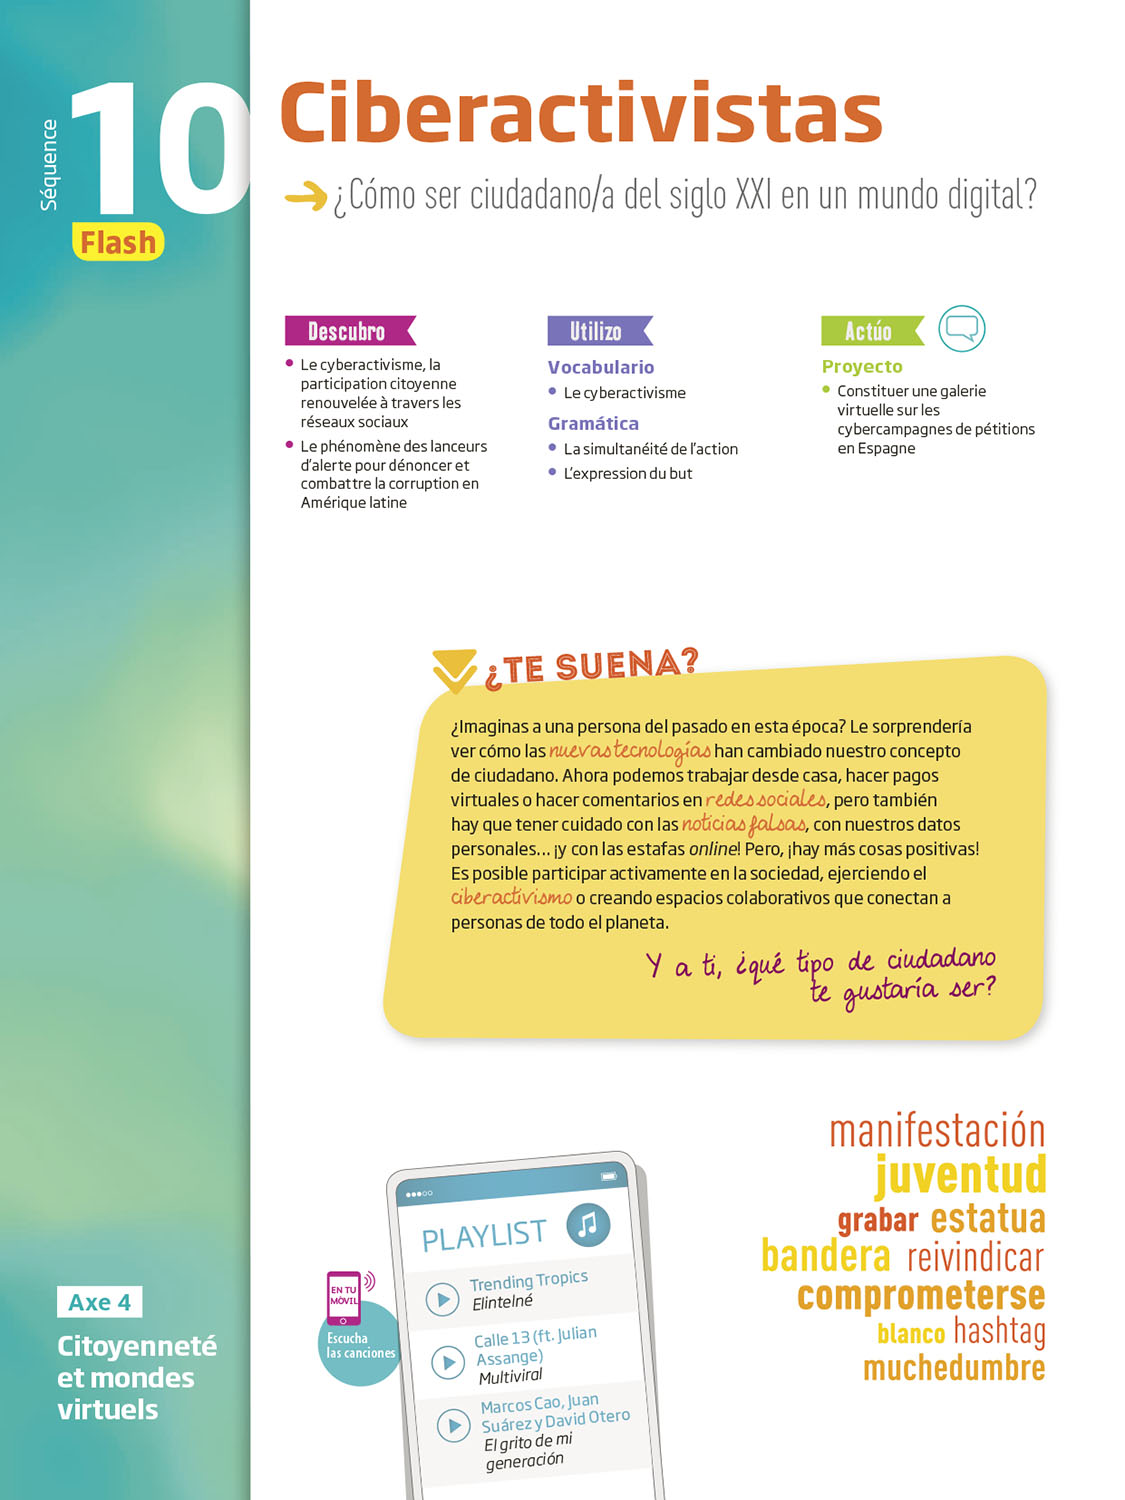 Séquence
10
Flash
Ciberactivistas
¿Cómo ser ciudadano/a del siglo XXI en un mundo digital?
Descubro
• Le cyberactivisme, la
participation citoyenne
renouvelée à travers les
réseaux sociaux
• Le phénomène des lanceurs
d'alerte pour dénoncer et
combattre la corruption en
Amérique latine
Utilizo
Vocabulario
• Le cyberactivisme
Gramática
• La simultanéité de l'action
• L'expression du but
Actúo
Proyecto
• Constituer une galerie
virtuelle sur les
cybercampagnes de pétitions
en Espagne
¿TE SUENA?
¿Imaginas a una persona del pasado en esta época? Le sorprendería
ver cómo las nuevas tecnologías han cambiado nuestro concepto
de ciudadano. Ahora podemos trabajar desde casa, hacer pagos
virtuales o hacer comentarios en redes sociales, pero también
hay que tener cuidado con las noticias falsas, con nuestros datos
personales... ¡y con las estafas online! Pero, ¡hay más cosas positivas!
Es posible participar activamente en la sociedad, ejerciendo el
ciberactivismo o creando espacios colaborativos que conectan a
personas de todo el planeta.
Y a ti, ¿qué tipo de ciudadano
te gustaría ser?
manifestación
juventud
grabar estatua
bandera reivindicar
comprometerse
blanco hashtag
muchedumbre
EN TU
MÓVIL
Escucha
las canciones
PLAYLIST
Trending Tropics
Elintelné
Calle 13 (ft. Julian
Assange)
Multiviral
Marcos Cao, Juan
Suárez y David Otero
El grito de mi
generación
Axe 4
Citoyenneté
et mondes
virtuels